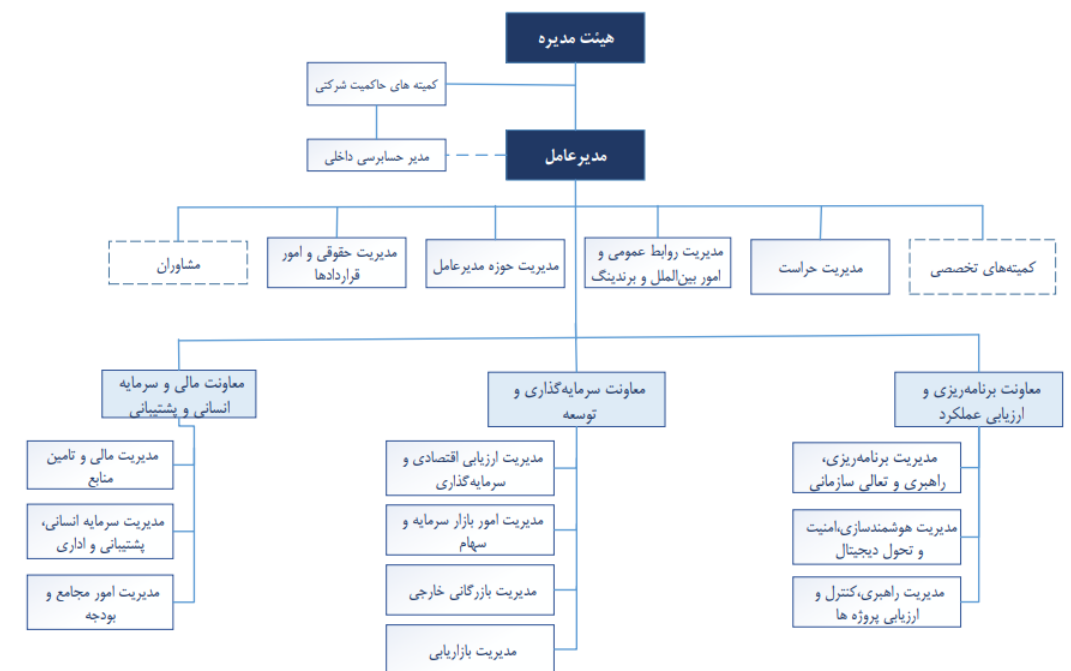 هیئت مدیره
کمیته های حاکمیت شرکتی
مدیر حسابرسی داخلی
مدیرعامل
کمیته‌های تخصصی
مدیریت حراست
مدیریت روابط عمومی و
امور بین‌الملل و برندینگ
مدیریت حوزه مدیرعامل
مدیریت حقوقی و امور
قراردادها
مشاوران
معاونت برنامه‌ریزی و
ارزیابی عملکرد
مدیریت برنامه‌ریزی،
راهبری و تعالی سازمانی
مدیریت هوشمندسازی،امنیت
و تحول دیجیتال
مدیریت راهبری،کنترل و
ارزیابی پروژه ها
معاونت سرمایه‌گذاری و
توسعه
مدیریت ارزیابی اقتصادی و
سرمایه‌گذاری
مدیریت امور بازار سرمایه و
سهام
مدیریت بازرگانی خارجی
مدیریت بازاریابی
معاونت مالی و سرمایه
انسانی و پشتیبانی
مدیریت مالی و تامین
منابع
مدیریت سرمایه انسانی،
پشتیبانی و اداری
مدیریت امور مجامع و
بودجه